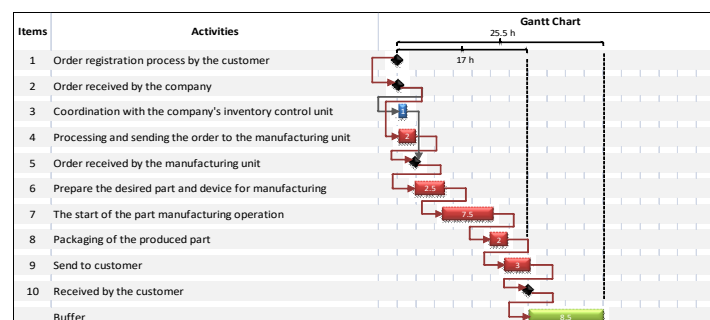 Items Activities Gantt Chart
25.5 h
17 h
1 Order registration process by the customer
2 Order received by the company
3 Coordination with the company's inventory control unit 1
4 Processing and sending the order to the manufacturing unit 2
5 Order received by the manufacturing unit
6 Prepare the desired part and device for manufacturing 2.5
7 The start of the part manufacturing operation 7.5
8 Packaging of the produced part 2
9 Send to customer 3
10 Received by the customer
Buffer 8.5